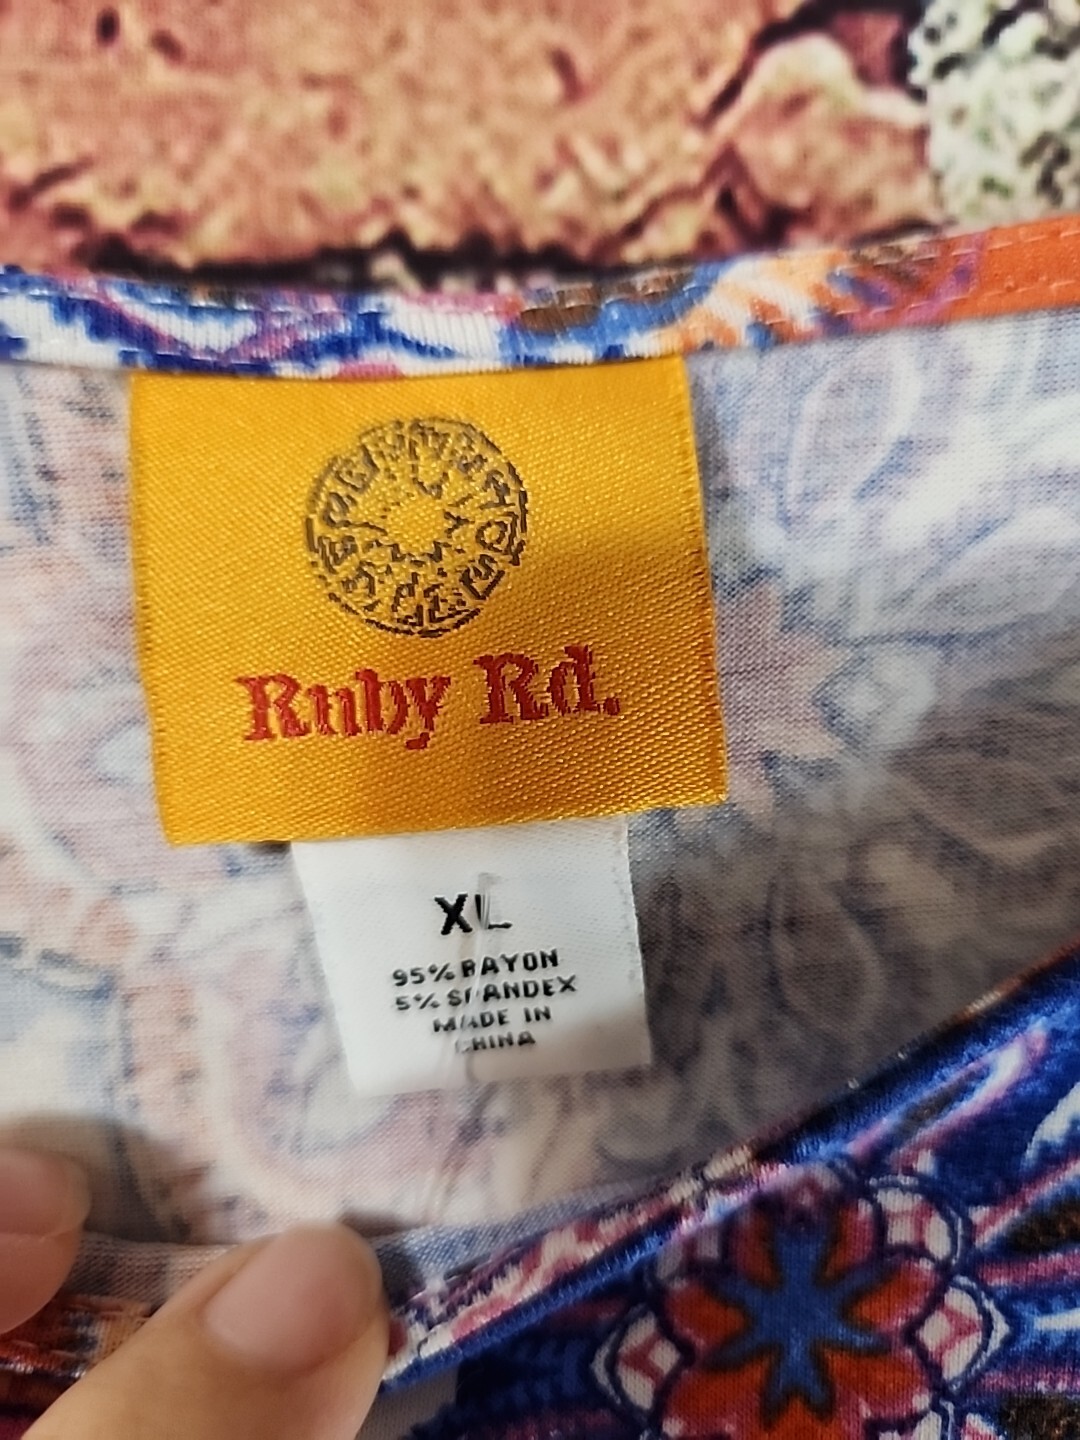 Ruby Rd.
XL
95% RAYON
5% SPANDEX
MADE IN
CHINA